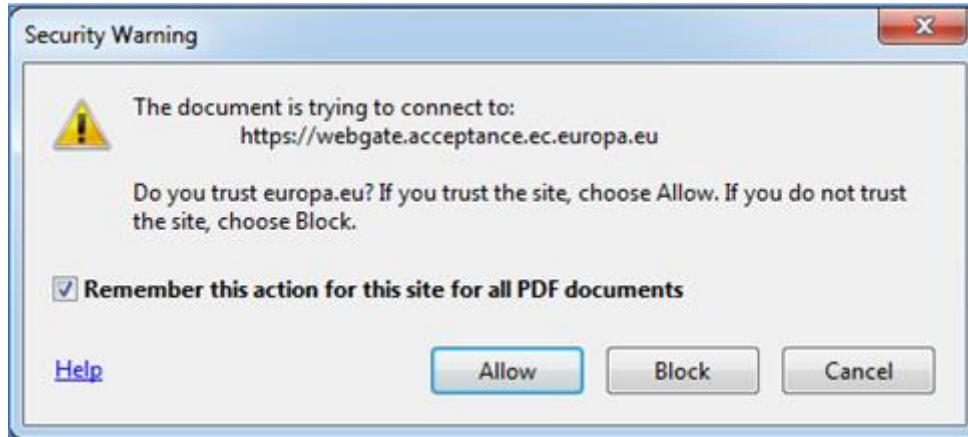 Security Warning
The document is trying to connect to:
https://webgate.acceptance.ec.europa.eu
Do you trust europa.eu? If you trust the site, choose Allow. If you do not trust
the site, choose Block.
Remember this action for this site for all PDF documents
Help
Allow
Block
Cancel